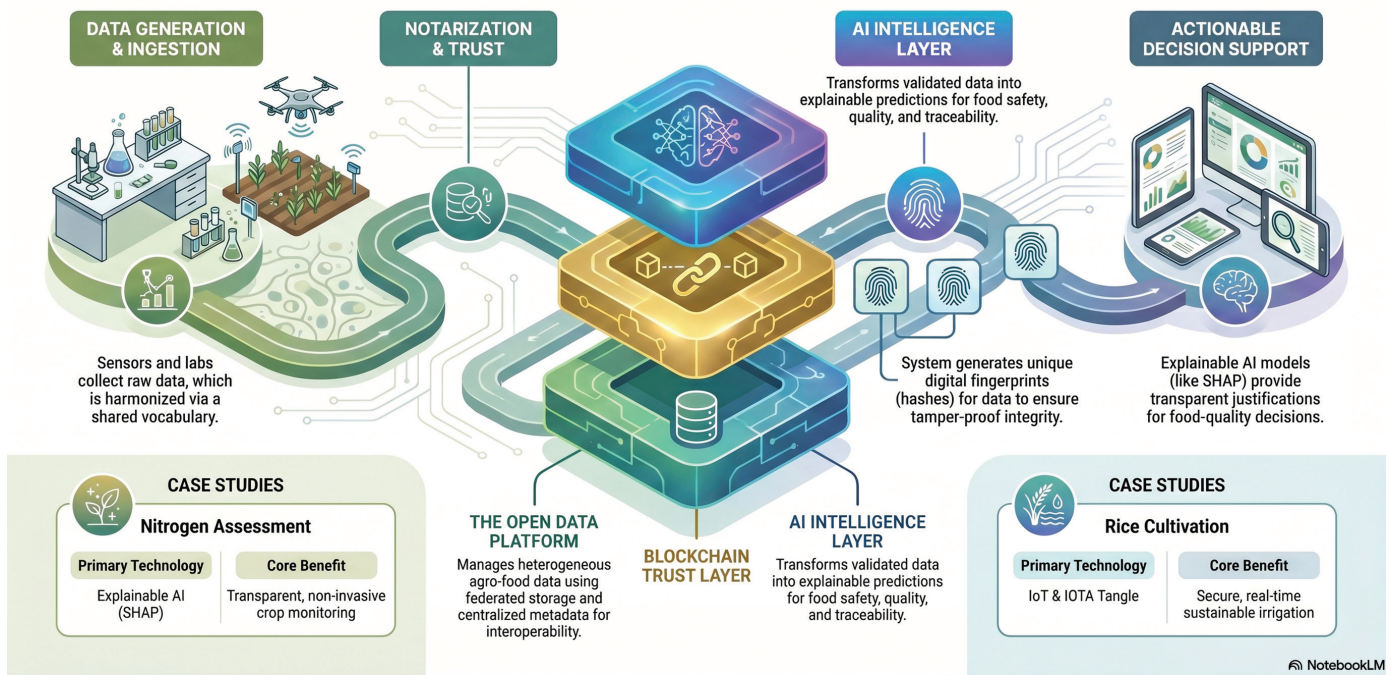 DATA GENERATION
& INGESTION
NOTARIZATION
& TRUST
AI INTELLIGENCE
LAYER
Transforms validated data into
explainable predictions for food safety,
quality, and traceability.
ACTIONABLE
DECISION SUPPORT
Sensors and labs
collect raw data, which
is harmonized via a
shared vocabulary.
System generates unique
digital fingerprints
(hashes) for data to ensure
tamper-proof integrity.
Explainable AI models
(like SHAP) provide
transparent justifications
for food-quality decisions.
CASE STUDIES
Nitrogen Assessment
Primary Technology
Core Benefit
Explainable AI
(SHAP)
Transparent, non-invasive
crop monitoring
THE OPEN DATA
PLATFORM
Manages heterogeneous
agro-food data using
federated storage and
centralized metadata for
interoperability.
BLOCKCHAIN
TRUST LAYER
AI INTELLIGENCE
LAYER
Transforms validated data
into explainable predictions
for food safety, quality,
and traceability.
CASE STUDIES
Rice Cultivation
Primary Technology
Core Benefit
IoT & IOTA Tangle
Secure, real-time
sustainable irrigation
NotebookLM